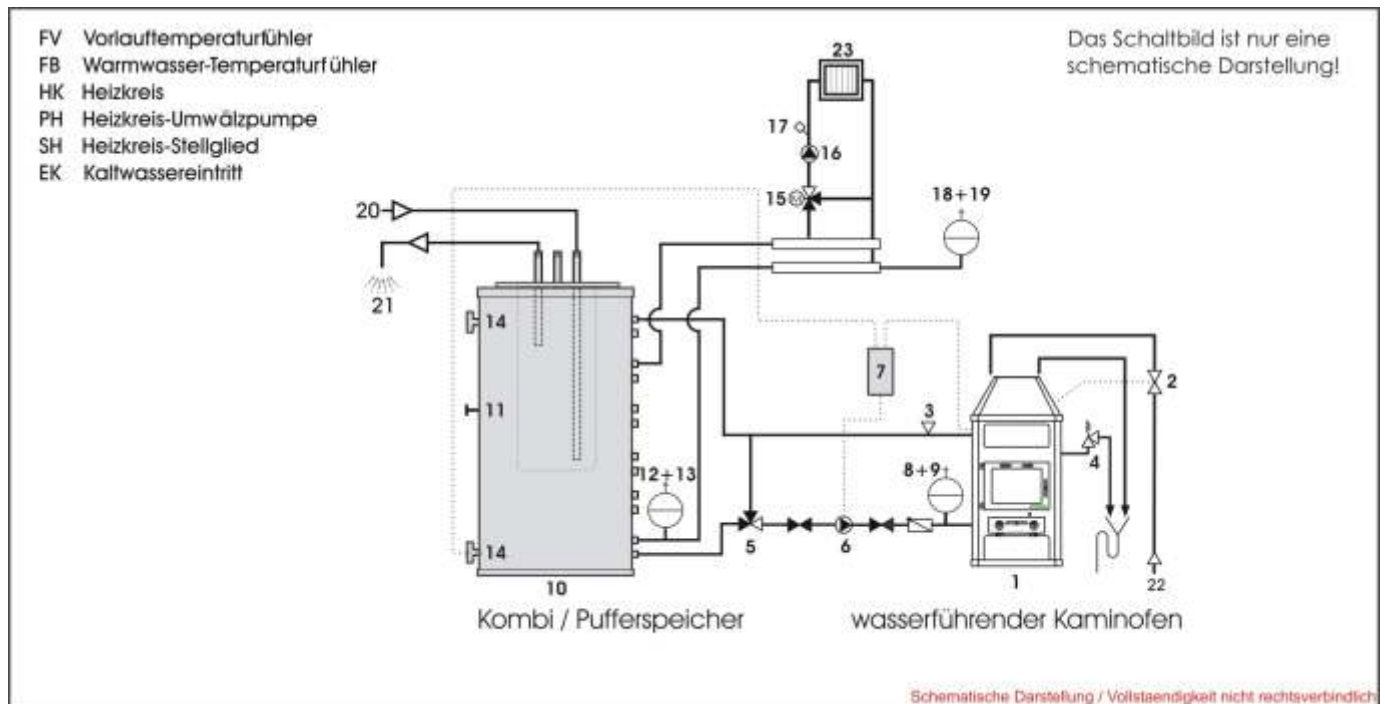 FV Vorlauftemperaturfühler
FB Warmwasser-Temperaturfühler
HK Heizkreis
PH Heizkreis-Umwälzpumpe
SH Heizkreis-Stellglied
EK Kaltwassereintritt
Das Schaltbild ist nur eine
schematische Darstellung!
23
17
16
15 M
18+19
20
21
14
7
2
11
3
4
12+13
8+9
14
5
6
10
1
22
Kombi / Pufferspeicher
wasserführender Kaminofen
Schematische Darstellung / Vollstaendigkeit nicht rechtsverbindlich